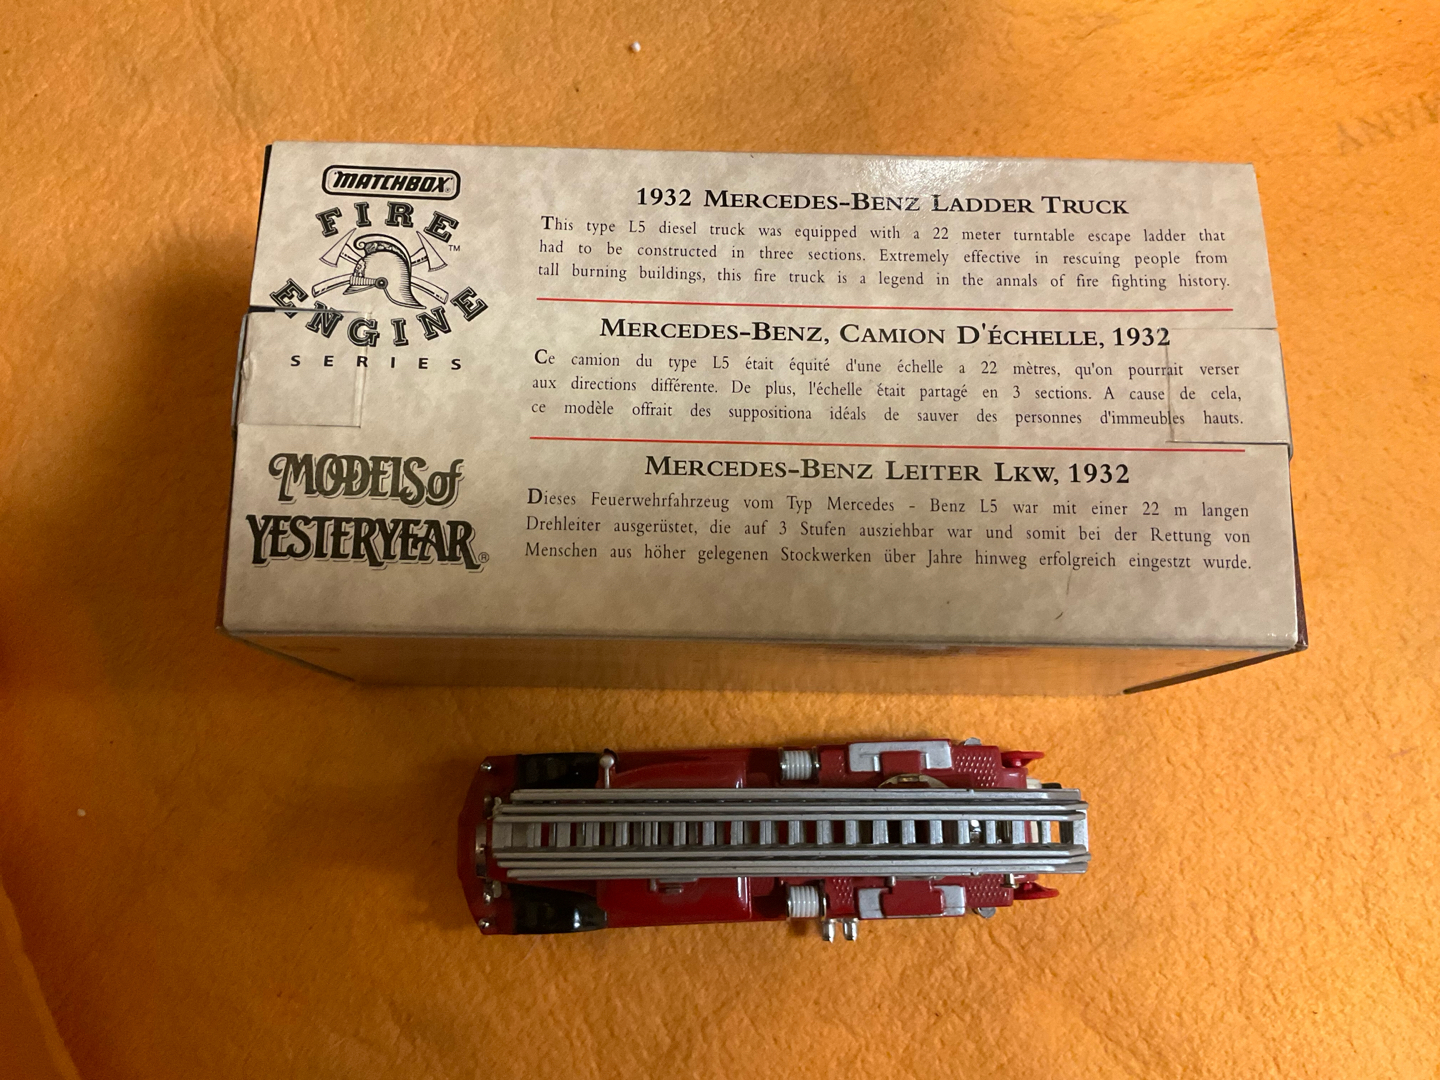 MATCHBOX
FIRE
ENGINE
SERIES
™
MODELS of
YESTERYEAR®
1932 MERCEDES-BENZ LADDER TRUCK
This type L5 diesel truck was equipped with a 22 meter turntable escape ladder that
had to be constructed in three sections. Extremely effective in rescuing people from
tall burning buildings, this fire truck is a legend in the annals of fire fighting history.
MERCEDES-BENZ, CAMION D'ÉCHELLE, 1932
Ce camion du type L5 était équité d'une échelle a 22 mètres, qu'on pourrait verser
aux directions différente. De plus, l'échelle était partagé en 3 sections. A cause de cela,
ce modèle offrait des suppositiona idéals de sauver des personnes d'immeubles hauts.
MERCEDES-BENZ LEITER LKW, 1932
Dieses Feuerwehrfahrzeug vom Typ Mercedes - Benz L5 war mit einer 22 m langen
Drehleiter ausgerüstet, die auf 3 Stufen ausziehbar war und somit bei der Rettung von
Menschen aus höher gelegenen Stockwerken über Jahre hinweg erfolgreich eingestzt wurde.